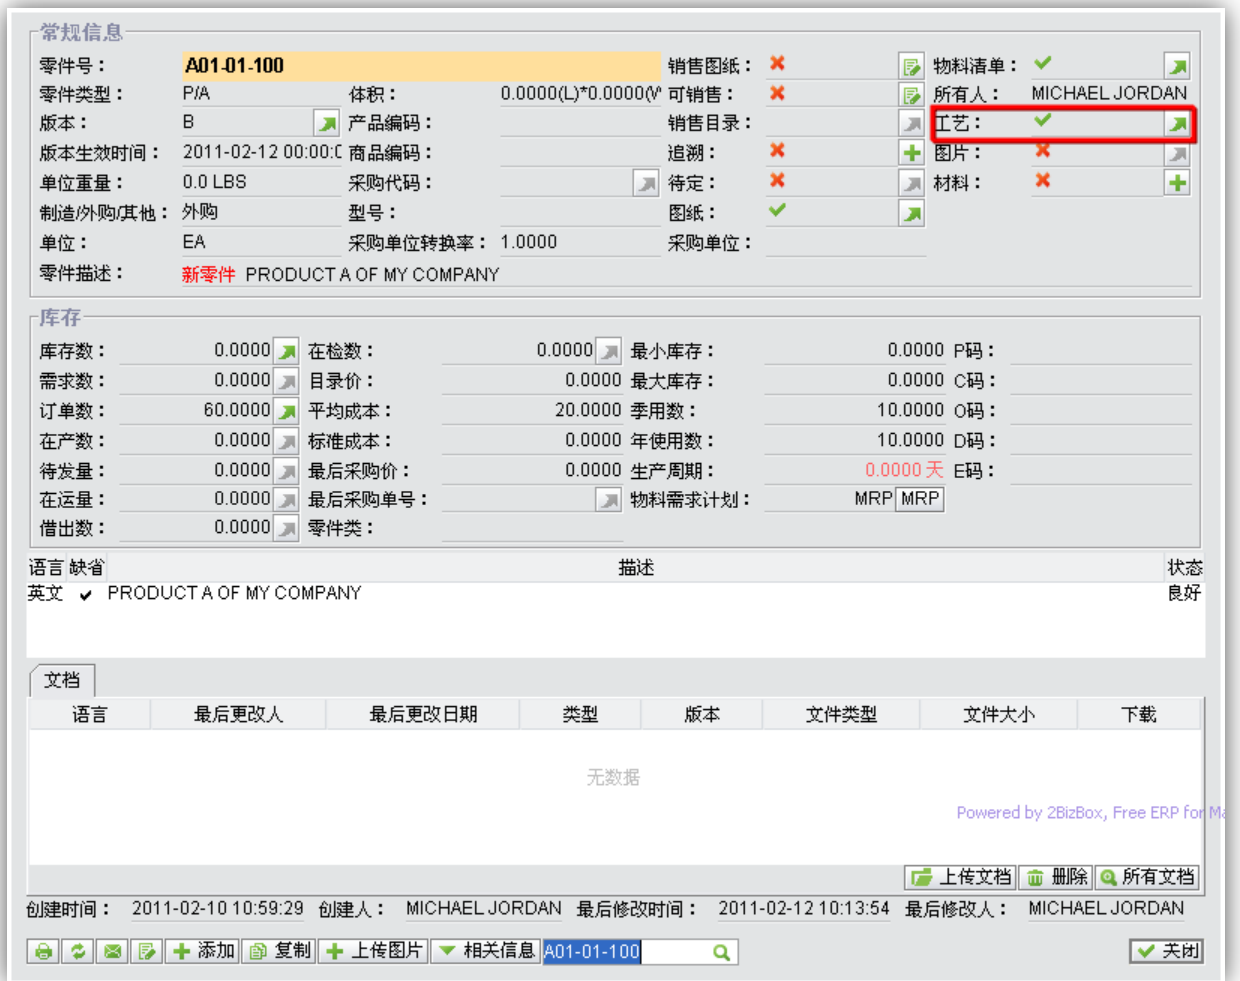 常规信息
零件号： A01-01-100 销售图纸： 物料清单：
零件类型： P/A 体积： 0.0000(L)*0.0000(W 可销售： 所有人： MICHAEL JORDAN
版本： B 产品编码： 销售目录： 工艺：
版本生效时间： 2011-02-12 00:00:0 商品编码： 追溯： 图片：
单位重量： 0.0 LBS 采购代码： 待定： 材料：
制造/外购/其他： 外购 型号： 图纸：
单位： EA 采购单位转换率： 1.0000 采购单位：
零件描述： 新零件 PRODUCT A OF MY COMPANY
库存
库存数： 0.0000 在检数： 0.0000 最小库存： 0.0000 P码：
需求数： 0.0000 目录价： 0.0000 最大库存： 0.0000 C码：
订单数： 60.0000 平均成本： 20.0000 季用数： 10.0000 O码：
在产数： 0.0000 标准成本： 0.0000 年使用数： 10.0000 D码：
待发量： 0.0000 最后采购价： 0.0000 生产周期： 0.0000 天 E码：
在运量： 0.0000 最后采购单号： 物料需求计划： MRP MRP
借出数： 0.0000 零件类：
语言 缺省 描述 状态
英文 PRODUCT A OF MY COMPANY 良好
文档
语言 最后更改人 最后更改日期 类型 版本 文件类型 文件大小 下载
无数据
Powered by 2BizBox, Free ERP for Ma
上传文档 删除 所有文档
创建时间： 2011-02-10 10:59:29 创建人： MICHAEL JORDAN 最后修改时间： 2011-02-12 10:13:54 最后修改人： MICHAEL JORDAN
添加 复制 上传图片 相关信息 A01-01-100 关闭